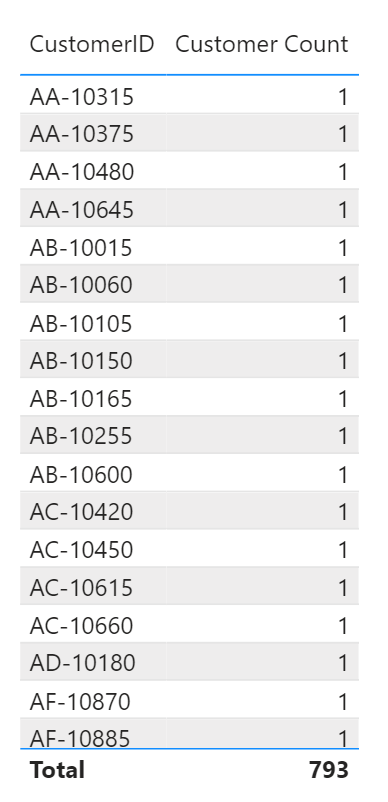 CustomerID Customer Count
AA-10315 1
AA-10375 1
AA-10480 1
AA-10645 1
AB-10015 1
AB-10060 1
AB-10105 1
AB-10150 1
AB-10165 1
AB-10255 1
AB-10600 1
AC-10420 1
AC-10450 1
AC-10615 1
AC-10660 1
AD-10180 1
AF-10870 1
AF-10885 1
Total 793